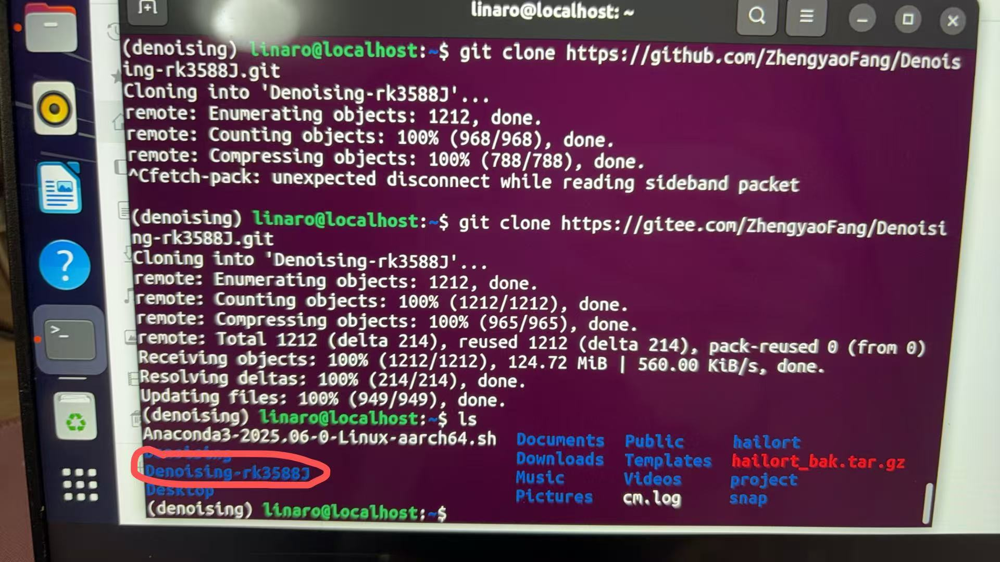 linaro@localhost: ~
(denoising) linaro@localhost:~$ git clone https://github.com/ZhengyaoFang/Denois
ing-rk3588J.git
Cloning into 'Denoising-rk3588J'...
remote: Enumerating objects: 1212, done.
remote: Counting objects: 100% (968/968), done.
remote: Compressing objects: 100% (788/788), done.
^Cfetch-pack: unexpected disconnect while reading sideband packet
(denoising) linaro@localhost:~$ git clone https://gitee.com/ZhengyaoFang/Denoisi
ng-rk3588J.git
Cloning into 'Denoising-rk3588J'...
remote: Enumerating objects: 1212, done.
remote: Counting objects: 100% (1212/1212), done.
remote: Compressing objects: 100% (965/965), done.
remote: Total 1212 (delta 214), reused 1212 (delta 214), pack-reused 0 (from 0)
Receiving objects: 100% (1212/1212), 124.72 MiB | 560.00 KiB/s, done.
Resolving deltas: 100% (214/214), done.
Updating files: 100% (949/949), done.
(denoising) linaro@localhost:~$ ls
Anaconda3-2025.06-0-Linux-aarch64.sh Documents Public hailort
Denoising Downloads Templates hailort_bak.tar.gz
Denoising-rk3588J Music Videos project
Desktop Pictures cm.log snap
(denoising) linaro@localhost:~$